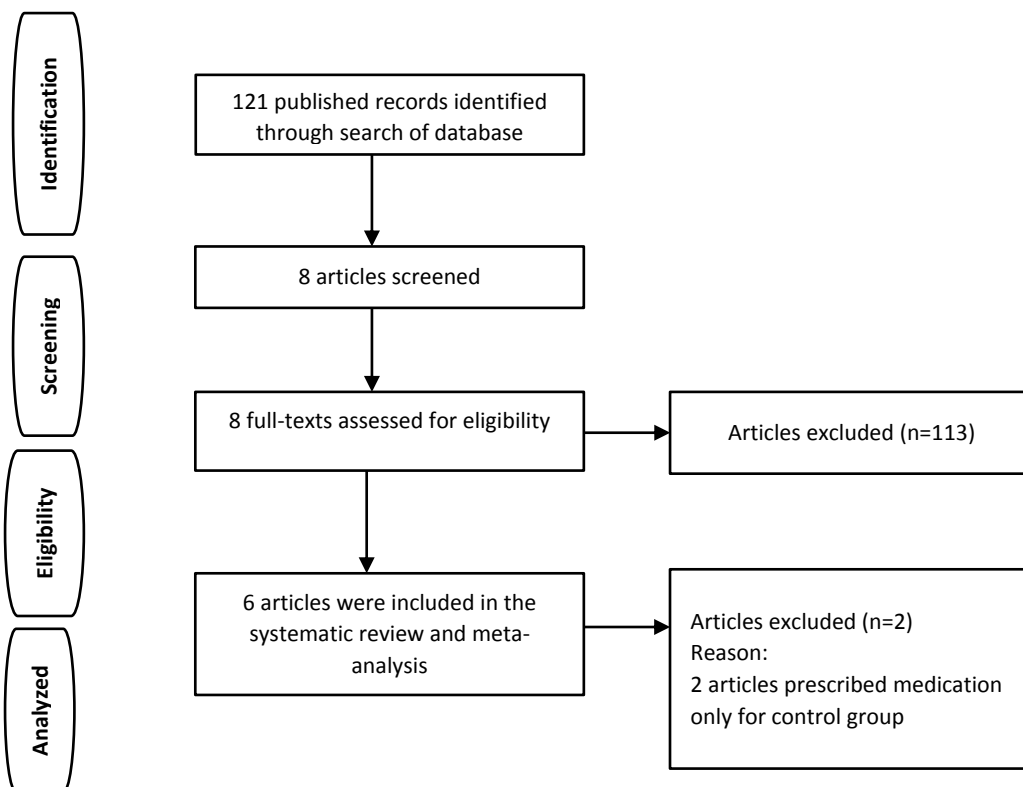 Identification
121 published records identified
through search of database
8 articles screened
Screening
8 full-texts assessed for eligibility
Articles excluded (n=113)
Eligibility
6 articles were included in the
systematic review and meta-
analysis
Articles excluded (n=2)
Reason:
2 articles prescribed medication
only for control group
Analyzed